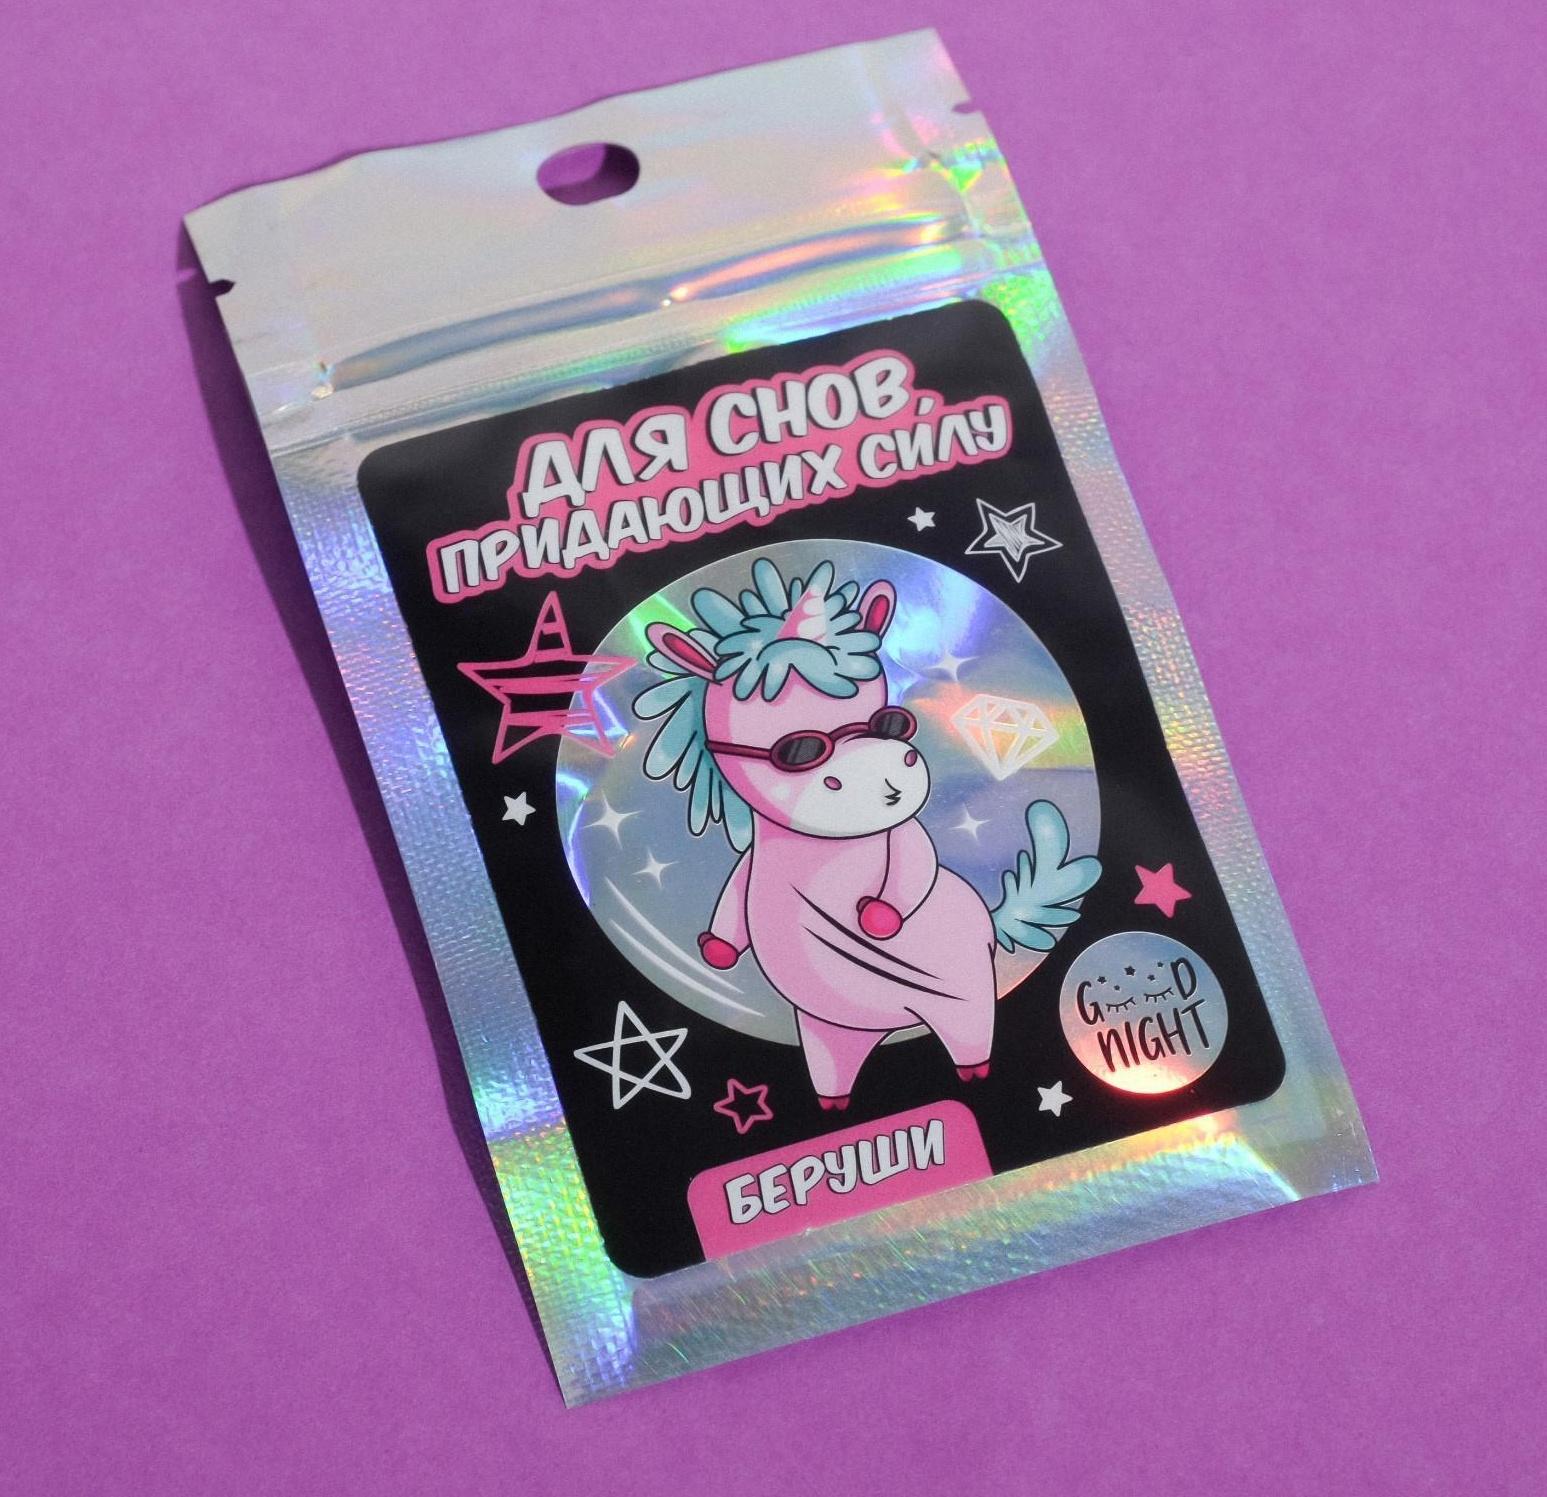 ДЛЯ СНОВ,
ПРИДАЮЩИХ СИЛУ
GOOD
NIGHT
БЕРУШИ